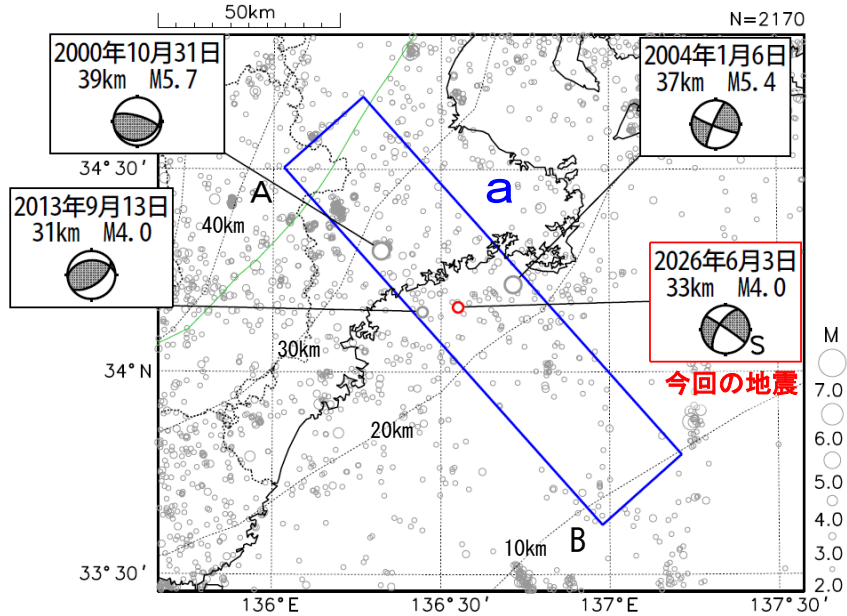 50km
N=2170
2000年10月31日
39km M5.7
2004年1月6日
37km M5.4
34°30′
A
a
2013年9月13日
31km M4.0
40km
2026年6月3日
33km M4.0
S
今回の地震
30km
34°N
20km
M
7.0
6.0
5.0
4.0
3.0
2.0
B
10km
33°30′
136°E
136°30′
137°E
137°30′